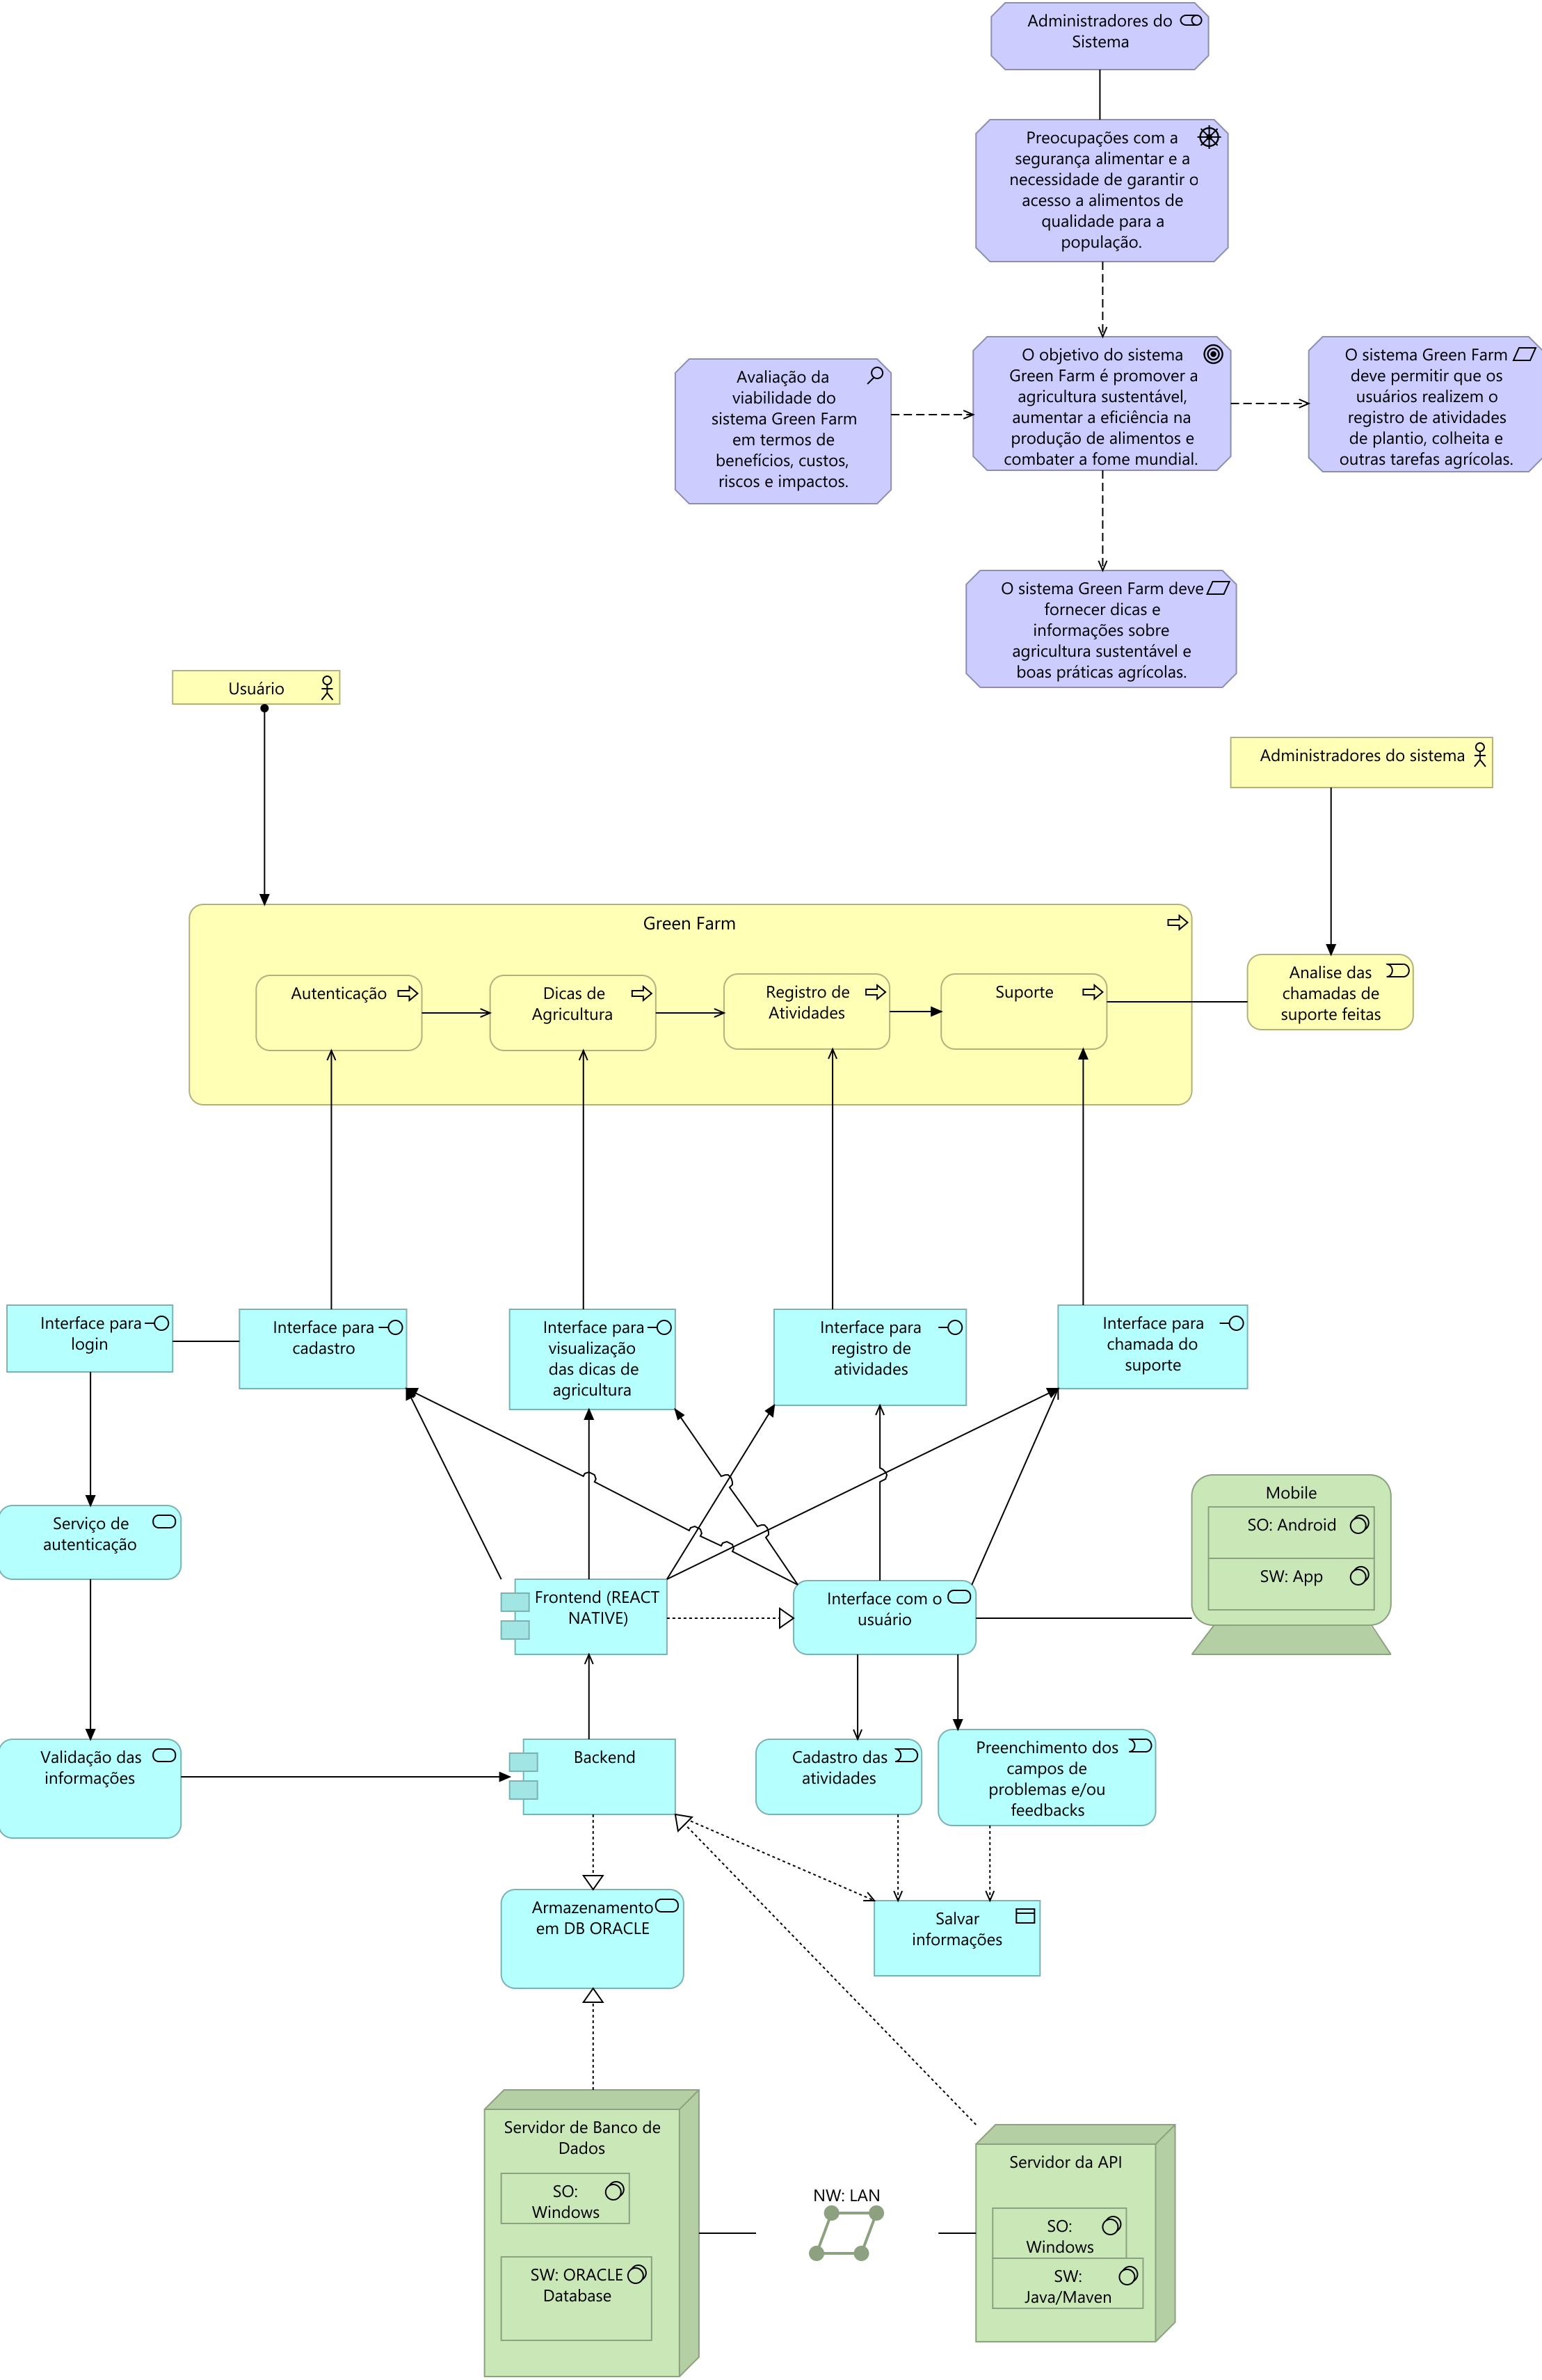 Administradores do
Sistema
Preocupações com a
segurança alimentar e a
necessidade de garantir o
acesso a alimentos de
qualidade para a
população.
Avaliação da
viabilidade do
sistema Green Farm
em termos de
benefícios, custos,
riscos e impactos.
O objetivo do sistema
Green Farm é promover a
agricultura sustentável,
aumentar a eficiência na
produção de alimentos e
combater a fome mundial.
O sistema Green Farm
deve permitir que os
usuários realizem o
registro de atividades
de plantio, colheita e
outras tarefas agrícolas.
O sistema Green Farm deve
fornecer dicas e
informações sobre
agricultura sustentável e
boas práticas agrícolas.
Usuário
Administradores do sistema
Green Farm
Autenticação
Dicas de
Agricultura
Registro de
Atividades
Suporte
Analise das
chamadas de
suporte feitas
Interface para
login
Interface para
cadastro
Interface para
visualização
das dicas de
agricultura
Interface para
registro de
atividades
Interface para
chamada do
suporte
Serviço de
autenticação
Mobile
SO: Android
SW: App
Frontend (REACT
NATIVE)
Interface com o
usuário
Validação das
informações
Backend
Cadastro das
atividades
Preenchimento dos
campos de
problemas e/ou
feedbacks
Armazenamento
em DB ORACLE
Salvar
informações
Servidor de Banco de
Dados
SO:
Windows
SW: ORACLE
Database
NW: LAN
Servidor da API
SO:
Windows
SW:
Java/Maven